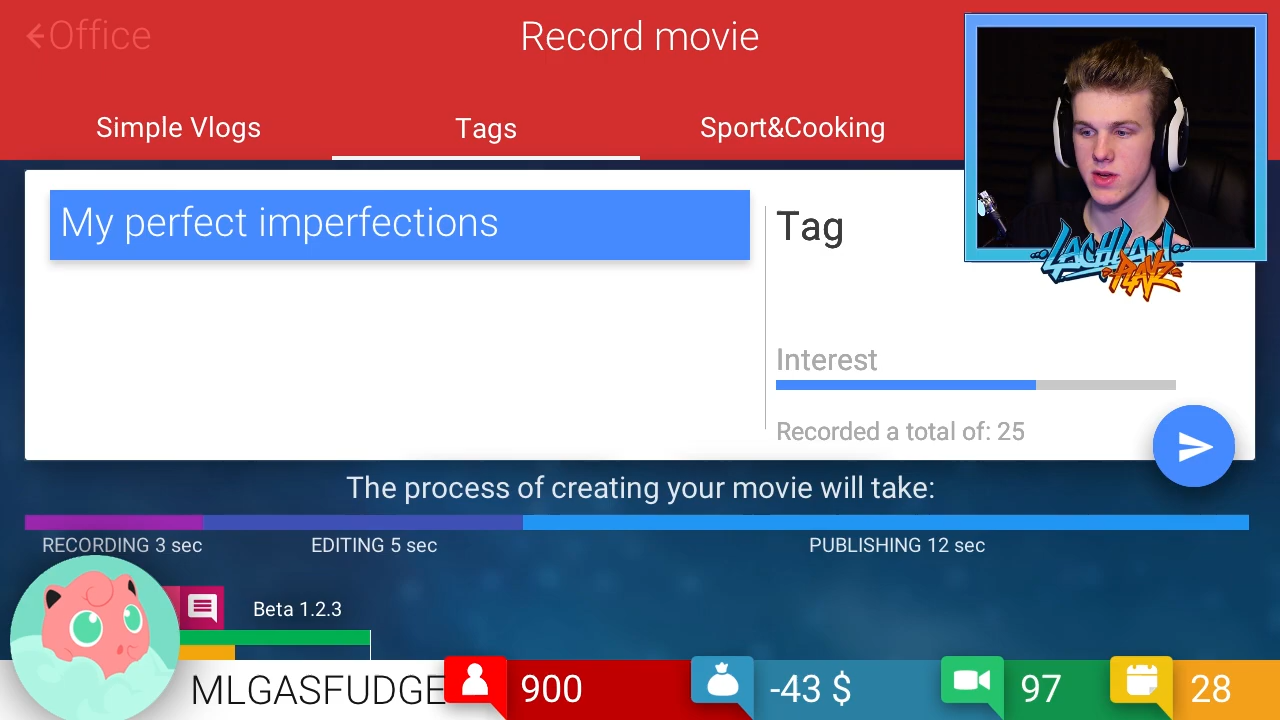 Office
Record movie
Simple Vlogs
Tags
Sport&Cooking
My perfect imperfections
Tag
LACHLAN
PLAYZ
Interest
Recorded a total of: 25
The process of creating your movie will take:
RECORDING 3 sec
EDITING 5 sec
PUBLISHING 12 sec
Beta 1.2.3
MLGASFUDGE
900
-43 $
97
28